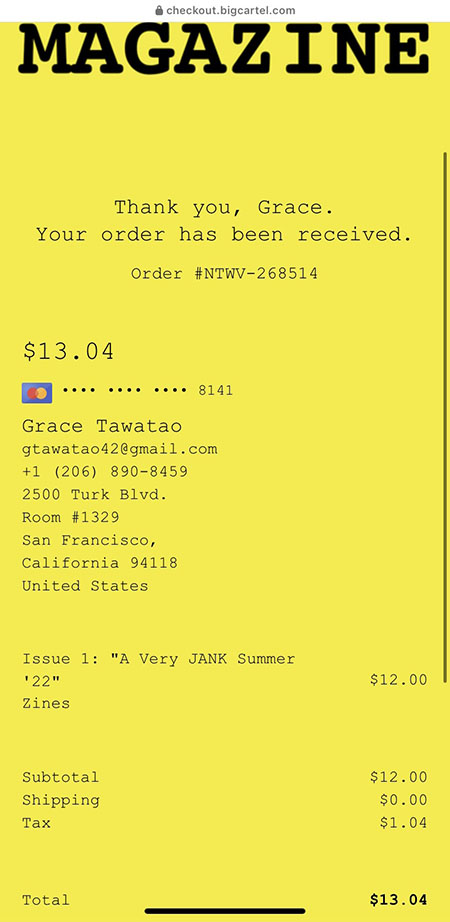 checkout.bigcartel.com
MAGAZINE
Thank you, Grace.
Your order has been received.
Order #NTWV-268514
$13.04
•••• •••• •••• 8141
Grace Tawatao
gtawatao42@gmail.com
+1 (206) 890-8459
2500 Turk Blvd.
Room #1329
San Francisco,
California 94118
United States
Issue 1: "A Very JANK Summer
'22" $12.00
Zines
Subtotal $12.00
Shipping $0.00
Tax $1.04
Total $13.04